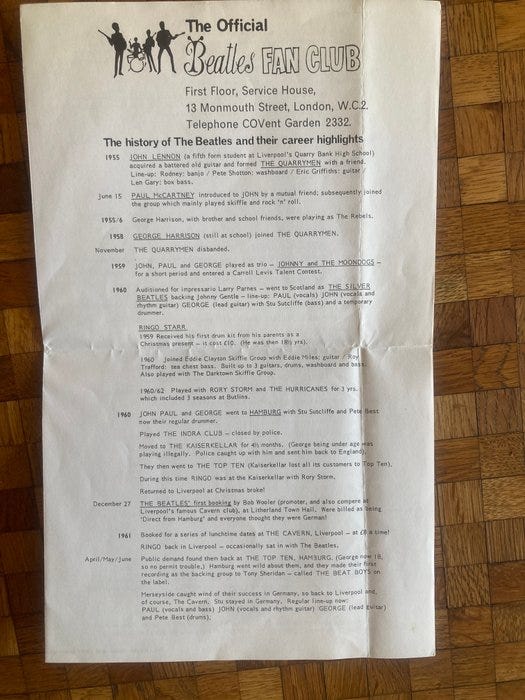 The Official
Beatles FAN CLUB
First Floor, Service House,
13 Monmouth Street, London, W.C.2.
Telephone COVent Garden 2332.
The history of The Beatles and their career highlights
1955 JOHN LENNON (a fifth form student at Liverpool's Quarry Bank High School)
acquired a battered old guitar and formed THE QUARRYMEN with a friend.
Line-up: Rodney: banjo / Pete Shotton: washboard / Eric Griffiths: guitar /
Len Gary: box bass.
June 15 PAUL McCARTNEY introduced to JOHN by a mutual friend; subsequently joined
the group which mainly played skiffle and rock 'n' roll.
1955/6 George Harrison, with brother and school friends, were playing as The Rebels.
1958 GEORGE HARRISON (still at school) joined THE QUARRYMEN.
November THE QUARRYMEN disbanded.
1959 JOHN, PAUL and GEORGE played as trio – JOHNNY and THE MOONDOGS –
for a short period and entered a Carroll Levis Talent Contest.
1960 Auditioned for impressario Larry Parnes – went to Scotland as THE SILVER
BEATLES backing Johnny Gentle – line-up: PAUL (vocals) JOHN (vocals and
rhythm guitar) GEORGE (lead guitar) with Stu Sutcliffe (bass) and a temporary
drummer.
RINGO STARR
1959 Received his first drum kit from his parents as a
Christmas present – it cost £10. (He was then 18½ yrs).
1960 Joined Eddie Clayton Skiffle Group with Eddie Miles: guitar / Roy
Trafford: tea chest bass. Built up to 3 guitars, drums, washboard and bass.
Also played with The Darktown Skiffle Group.
1960/62 Played with RORY STORM and THE HURRICANES for 3 yrs.
which included 3 seasons at Butlins.
1960 JOHN PAUL and GEORGE went to HAMBURG with Stu Sutcliffe and Pete Best
now their regular drummer.
Played THE INDRA CLUB – closed by police.
Moved to THE KAISERKELLAR for 4½ months. (George being under age was
playing illegally. Police caught up with him and sent him back to England).
They then went to THE TOP TEN (Kaiserkellar lost all its customers to Top Ten).
During this time RINGO was at the Kaiserkellar with Rory Storm.
Returned to Liverpool at Christmas broke!
December 27 THE BEATLES' first booking by Bob Wooler (promoter, and also compere at
Liverpool's famous Cavern club), at Litherland Town Hall. Were billed as being
'Direct from Hamburg' and everyone thought they were German!
1961 Booked for a series of lunchtime dates at THE CAVERN, Liverpool – at £8 a time!
RINGO back in Liverpool – occasionally sat in with The Beatles.
April/May/June Public demand found them back at THE TOP TEN, HAMBURG. (George now 18,
so no permit trouble.) Hamburg went wild about them, and they made their first
recording as the backing group to Tony Sheridan – called THE BEAT BOYS on
the label.
Merseyside caught wind of their success in Germany, so back to Liverpool and,
of course, The Cavern. Stu stayed in Germany. Regular line-up now:
PAUL (vocals and bass) JOHN (vocals and rhythm guitar) GEORGE (lead guitar)
and Pete Best (drums).